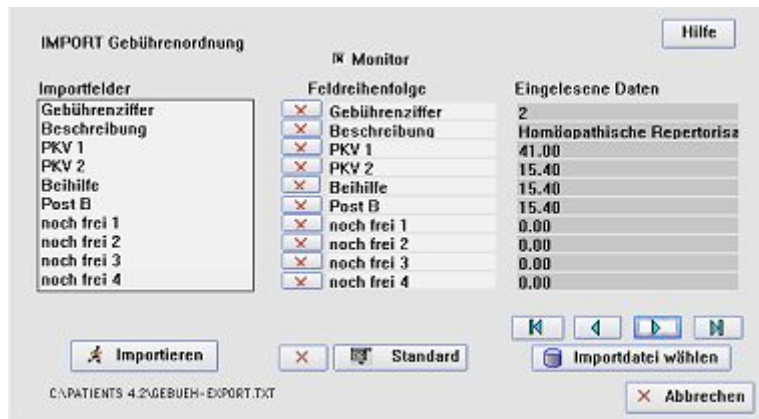 IMPORT Gebührenordnung
Hilfe
Monitor
Importfelder
Gebührenziffer
Beschreibung
PKV 1
PKV 2
Beihilfe
Post B
noch frei 1
noch frei 2
noch frei 3
noch frei 4
Feldreihenfolge
Gebührenziffer
Beschreibung
PKV 1
PKV 2
Beihilfe
Post B
noch frei 1
noch frei 2
noch frei 3
noch frei 4
Eingelesene Daten
2
Homöopathische Repertorisa
41.00
15.40
15.40
15.40
0.00
0.00
0.00
0.00
Importieren
Standard
Importdatei wählen
C:\PATIENTS 4.2\GEBUEH-EXPORT.TXT
Abbrechen